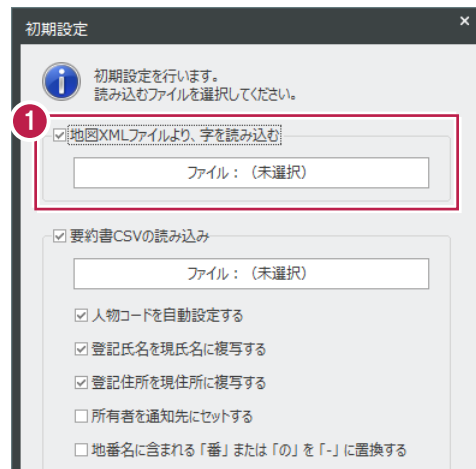 初期設定
×
初期設定を行います。
読み込むファイルを選択してください。
1
地図XMLファイルより、字を読み込む
ファイル：（未選択）
要約書CSVの読み込み
ファイル：（未選択）
人物コードを自動設定する
登記氏名を現氏名に複写する
登記住所を現住所に複写する
所有者を通知先にセットする
地番名に含まれる「番」または「の」を「-」に置換する